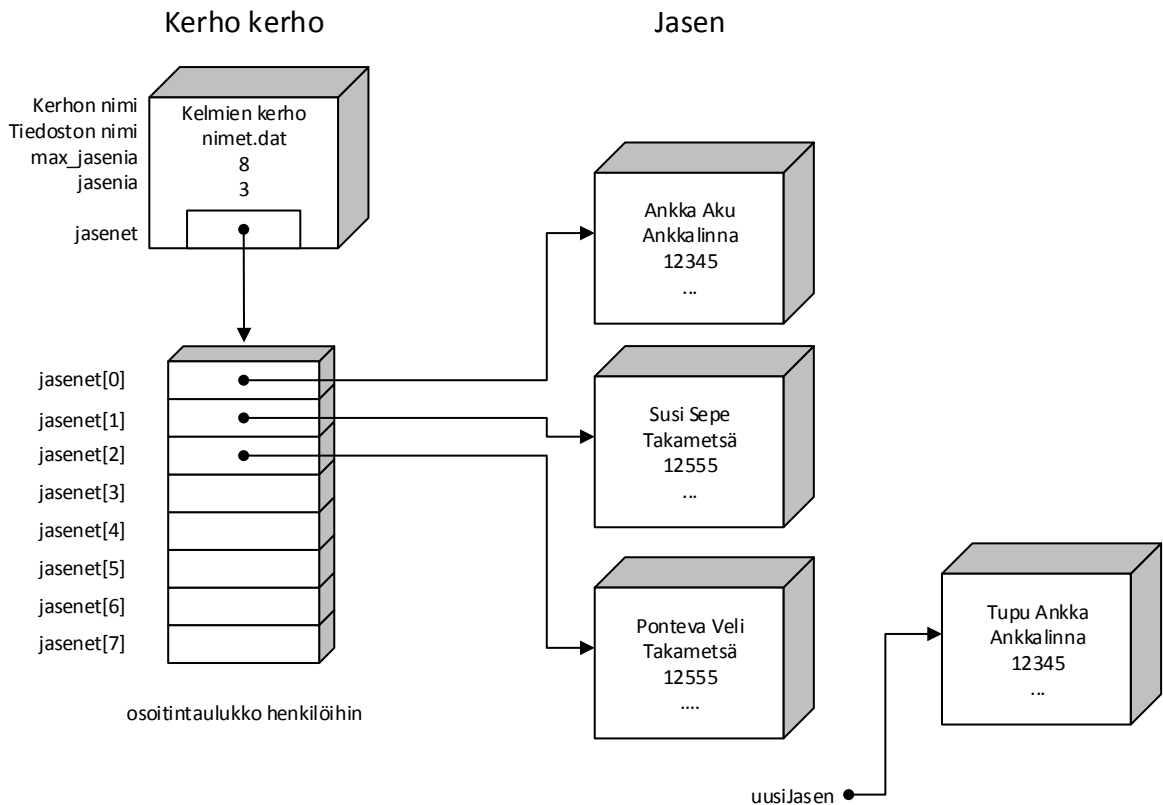 Kerho kerho
Jasen
Kerhon nimi
Tiedoston nimi
max_jasenia
jasenia
jasenet
Kelmien kerho
nimet.dat
8
3
Ankka Aku
Ankkalinna
12345
...
jasenet[0]
jasenet[1]
jasenet[2]
jasenet[3]
jasenet[4]
jasenet[5]
jasenet[6]
jasenet[7]
Susi Sepe
Takametsä
12555
...
Ponteva Veli
Takametsä
12555
....
Tupu Ankka
Ankkalinna
12345
...
osoitintaulukko henkilöihin
uusiJasen